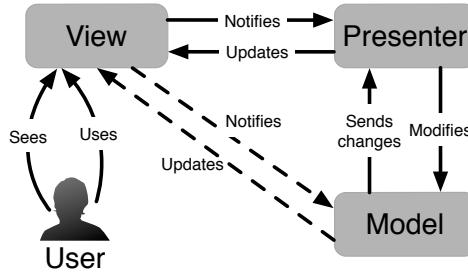 View
Notifies
Presenter
Updates
Sees
Uses
Notifies
Updates
Sends
changes
Modifies
Model
User